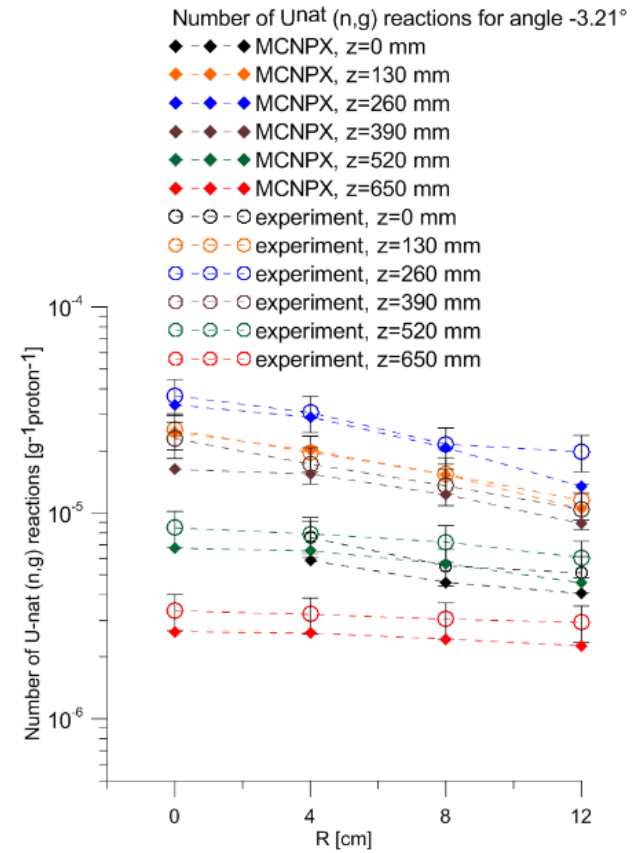 Number of Unat (n,g) reactions for angle -3.21°
MCNPX, z=0 mm
MCNPX, z=130 mm
MCNPX, z=260 mm
MCNPX, z=390 mm
MCNPX, z=520 mm
MCNPX, z=650 mm
experiment, z=0 mm
experiment, z=130 mm
experiment, z=260 mm
experiment, z=390 mm
experiment, z=520 mm
experiment, z=650 mm
Number of U-nat (n,g) reactions [g⁻¹proton⁻¹]
10⁻⁴
10⁻⁵
10⁻⁶
0 4 8 12
R [cm]